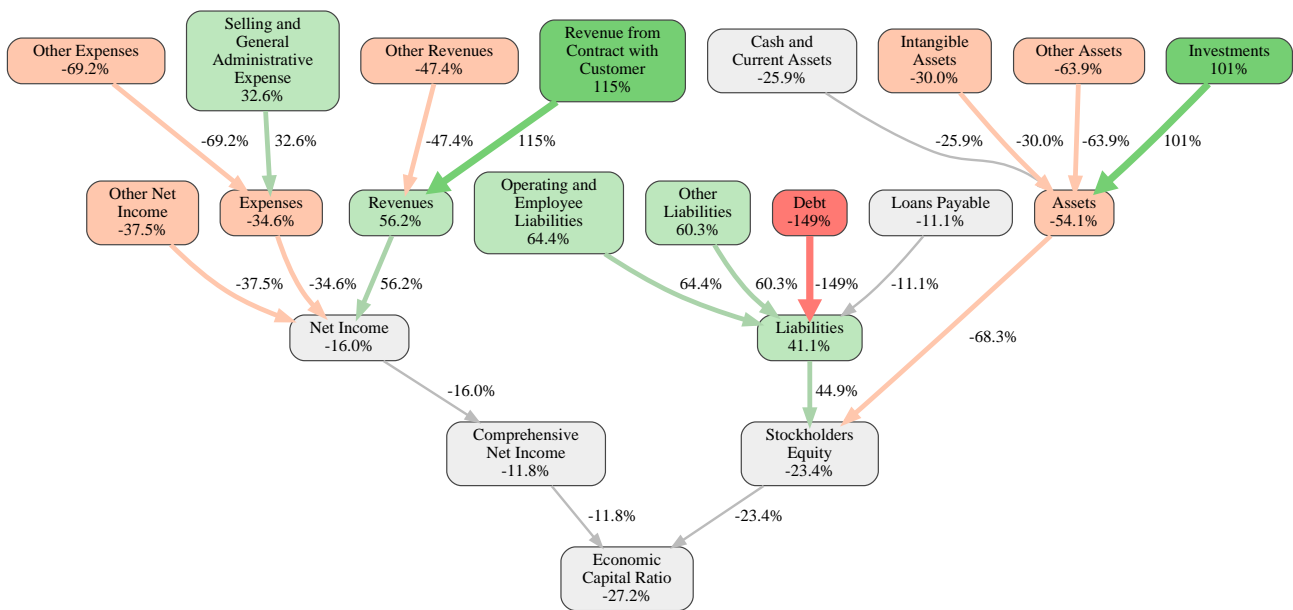 Other Expenses
-69.2%
Selling and
General
Administrative
Expense
32.6%
Other Revenues
-47.4%
Revenue from
Contract with
Customer
115%
Cash and
Current Assets
-25.9%
Intangible
Assets
-30.0%
Other Assets
-63.9%
Investments
101%
-69.2%
32.6%
-47.4%
115%
-25.9%
-30.0%
-63.9%
101%
Other Net
Income
-37.5%
Expenses
-34.6%
Revenues
56.2%
Operating and
Employee
Liabilities
64.4%
Other
Liabilities
60.3%
Debt
-149%
Loans Payable
-11.1%
Assets
-54.1%
-37.5%
-34.6%
56.2%
64.4%
60.3%
-149%
-11.1%
-68.3%
Net Income
-16.0%
Liabilities
41.1%
-16.0%
44.9%
Comprehensive
Net Income
-11.8%
Stockholders
Equity
-23.4%
-11.8%
-23.4%
Economic
Capital Ratio
-27.2%